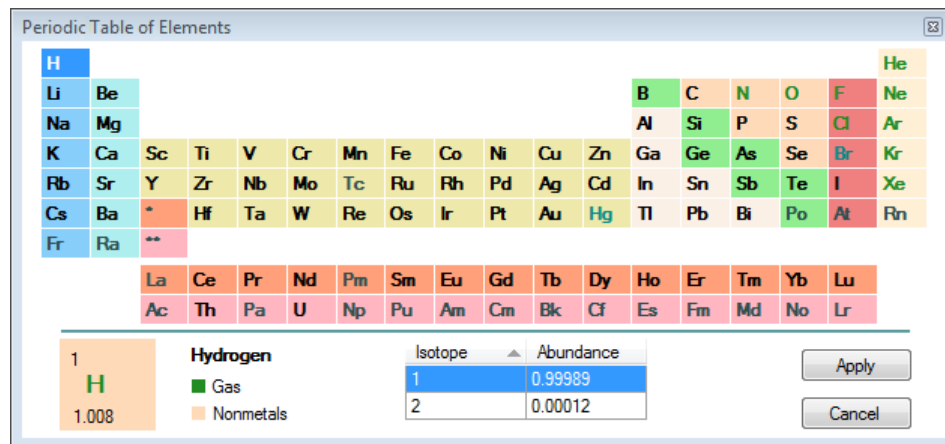 Periodic Table of Elements
H He
Li Be B C N O F Ne
Na Mg Al Si P S Cl Ar
K Ca Sc Ti V Cr Mn Fe Co Ni Cu Zn Ga Ge As Se Br Kr
Rb Sr Y Zr Nb Mo Tc Ru Rh Pd Ag Cd In Sn Sb Te I Xe
Cs Ba * Hf Ta W Re Os Ir Pt Au Hg Tl Pb Bi Po At Rn
Fr Ra **
La Ce Pr Nd Pm Sm Eu Gd Tb Dy Ho Er Tm Yb Lu
Ac Th Pa U Np Pu Am Cm Bk Cf Es Fm Md No Lr
1
H
1.008
Hydrogen
Gas
Nonmetals
Isotope Abundance
1 0.99989
2 0.00012
Apply
Cancel